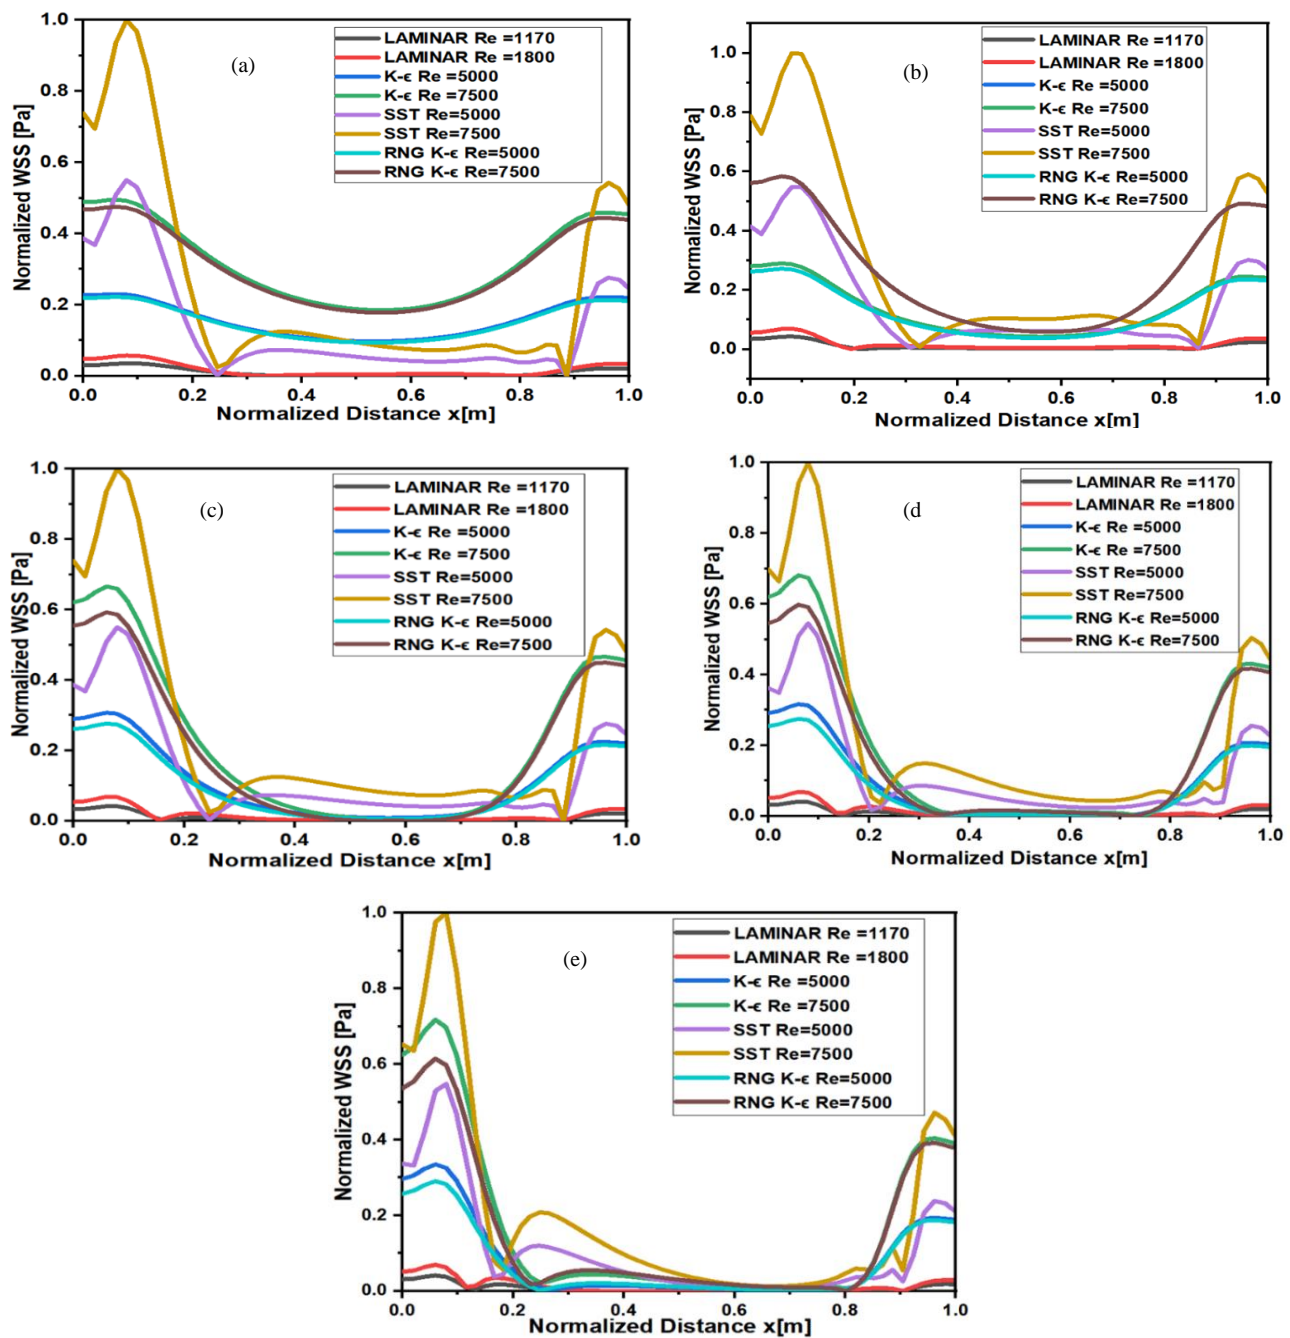 (a)
Normalized WSS [Pa]
1.0
0.8
0.6
0.4
0.2
0.0
LAMINAR Re =1170
LAMINAR Re =1800
K-ϵ Re =5000
K-ϵ Re =7500
SST Re=5000
SST Re=7500
RNG K-ϵ Re=5000
RNG K-ϵ Re=7500
0.0 0.2 0.4 0.6 0.8 1.0
Normalized Distance x[m]
(b)
Normalized WSS [Pa]
1.0
0.8
0.6
0.4
0.2
0.0
LAMINAR Re =1170
LAMINAR Re =1800
K-ϵ Re =5000
K-ϵ Re =7500
SST Re=5000
SST Re=7500
RNG K-ϵ Re=5000
RNG K-ϵ Re=7500
0.0 0.2 0.4 0.6 0.8 1.0
Normalized Distance x[m]
(c)
Normalized WSS [Pa]
1.0
0.8
0.6
0.4
0.2
0.0
LAMINAR Re =1170
LAMINAR Re =1800
K-ϵ Re =5000
K-ϵ Re =7500
SST Re=5000
SST Re=7500
RNG K-ϵ Re=5000
RNG K-ϵ Re=7500
0.0 0.2 0.4 0.6 0.8 1.0
Normalized Distance x[m]
(d
Normalized WSS [Pa]
1.0
0.8
0.6
0.4
0.2
0.0
LAMINAR Re =1170
LAMINAR Re =1800
K-ϵ Re =5000
K-ϵ Re =7500
SST Re=5000
SST Re=7500
RNG K-ϵ Re=5000
RNG K-ϵ Re=7500
0.0 0.2 0.4 0.6 0.8 1.0
Normalized Distance x[m]
(e)
Normalized WSS [Pa]
1.0
0.8
0.6
0.4
0.2
0.0
LAMINAR Re =1170
LAMINAR Re =1800
K-ϵ Re =5000
K-ϵ Re =7500
SST Re=5000
SST Re=7500
RNG K-ϵ Re=5000
RNG K-ϵ Re=7500
0.0 0.2 0.4 0.6 0.8 1.0
Normalized Distance x[m]